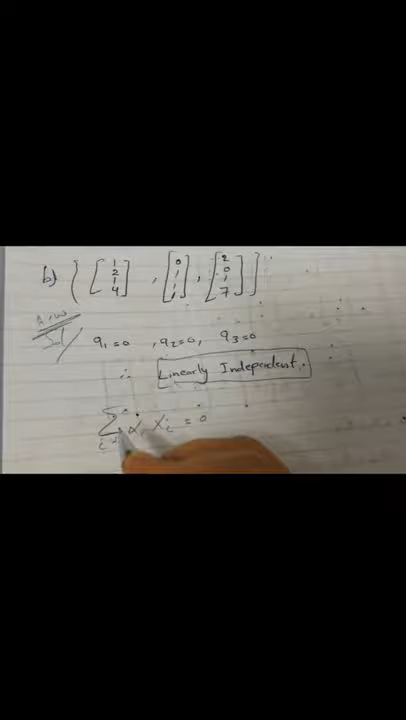 b) { [1 2 1 4] , [0 1 1 1] , [2 0 1 7] }
Sol/
a₁=0 , a₂=0, a₃=0
∴ Linearly Independent.
∑ α xᵢ = 0